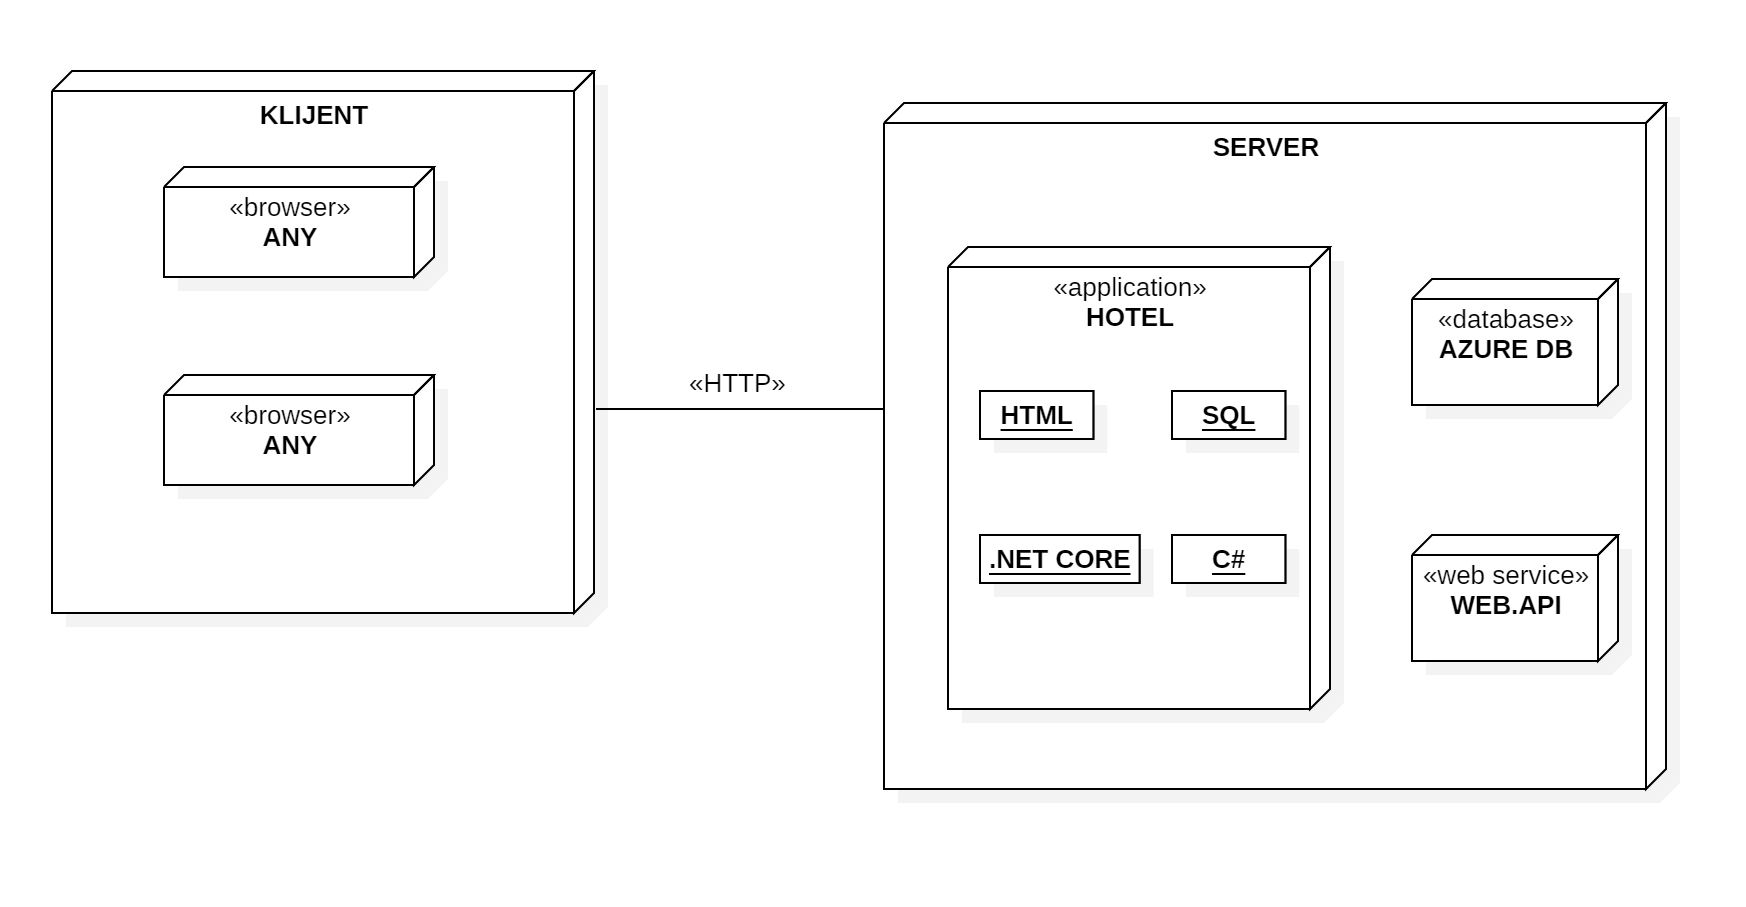 KLIJENT
«browser»
ANY
«browser»
ANY
«HTTP»
SERVER
«application»
HOTEL
HTML
SQL
.NET CORE
C#
«database»
AZURE DB
«web service»
WEB.API